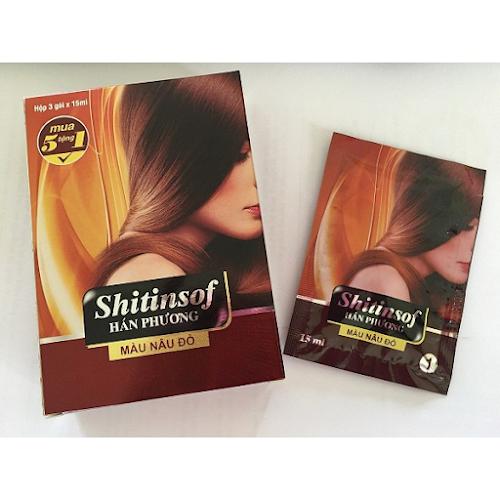 Hộp 3 gói x 15ml
mua
5 tặng 1
Shitinsof
HÁN PHƯƠNG
MÀU NÂU ĐỎ
Shitinsof
HÁN PHƯƠNG
MÀU NÂU ĐỎ
15 ml